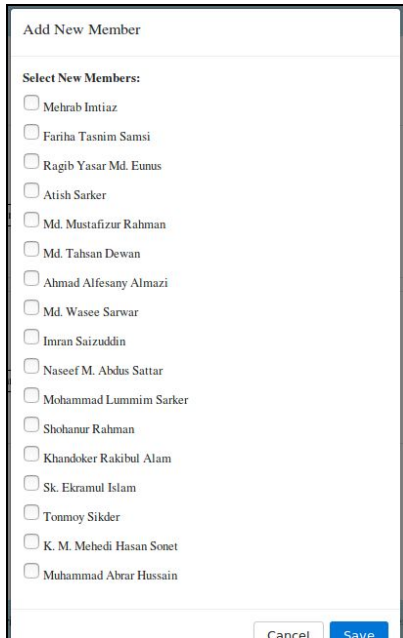 Add New Member
Select New Members:
Mehrab Imtiaz
Fariha Tasnim Samsi
Ragib Yasar Md. Eunus
Atish Sarker
Md. Mustafizur Rahman
Md. Tahsan Dewan
Ahmad Alfesany Almazi
Md. Wasee Sarwar
Imran Saizuddin
Naseef M. Abdus Sattar
Mohammad Lummim Sarker
Shohanur Rahman
Khandoker Rakibul Alam
Sk. Ekramul Islam
Tonmoy Sikder
K. M. Mehedi Hasan Sonet
Muhammad Abrar Hussain
Cancel Save